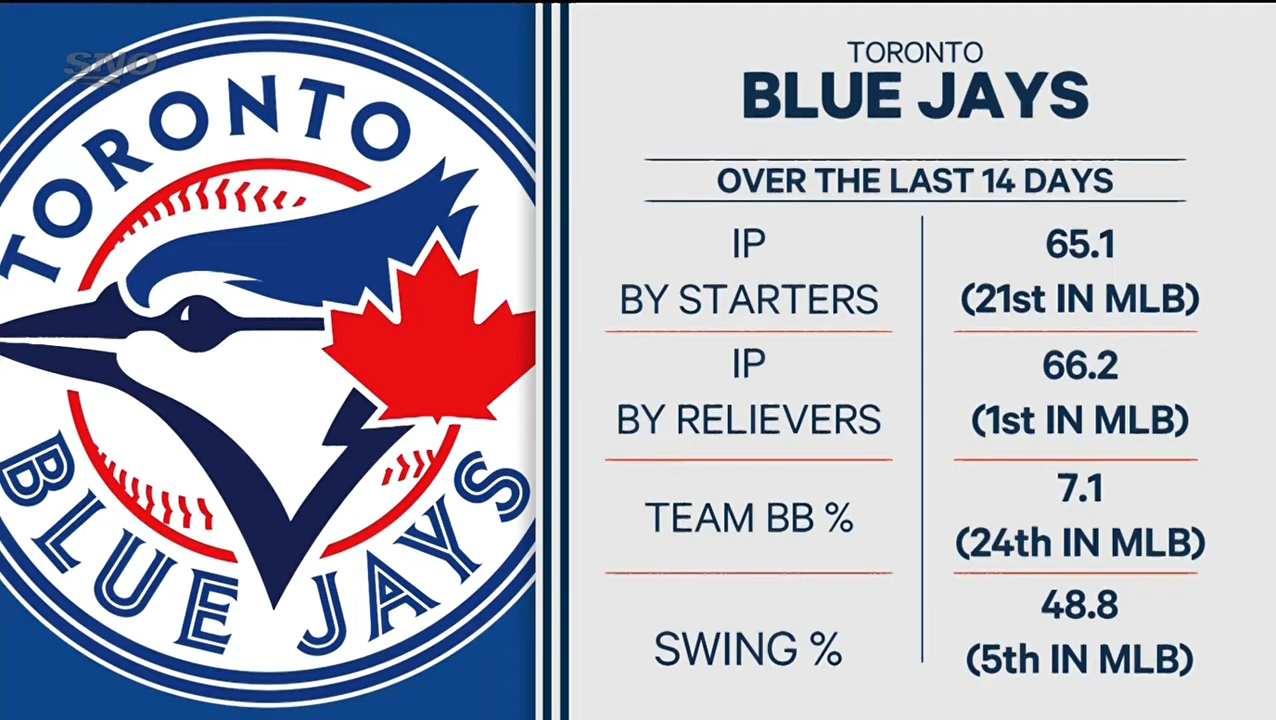 SNO
TORONTO
BLUE JAYS
TORONTO
BLUE JAYS
OVER THE LAST 14 DAYS
IP
BY STARTERS
65.1
(21st IN MLB)
IP
BY RELIEVERS
66.2
(1st IN MLB)
TEAM BB %
7.1
(24th IN MLB)
SWING %
48.8
(5th IN MLB)